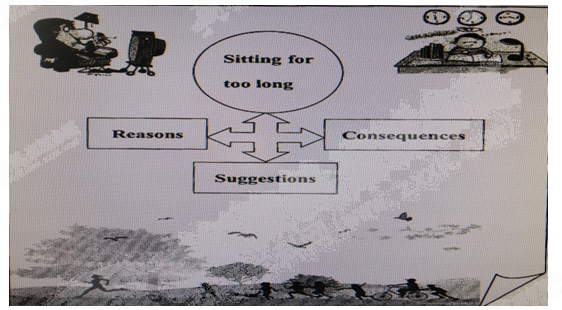 Sitting for
too long
Reasons
Consequences
Suggestions